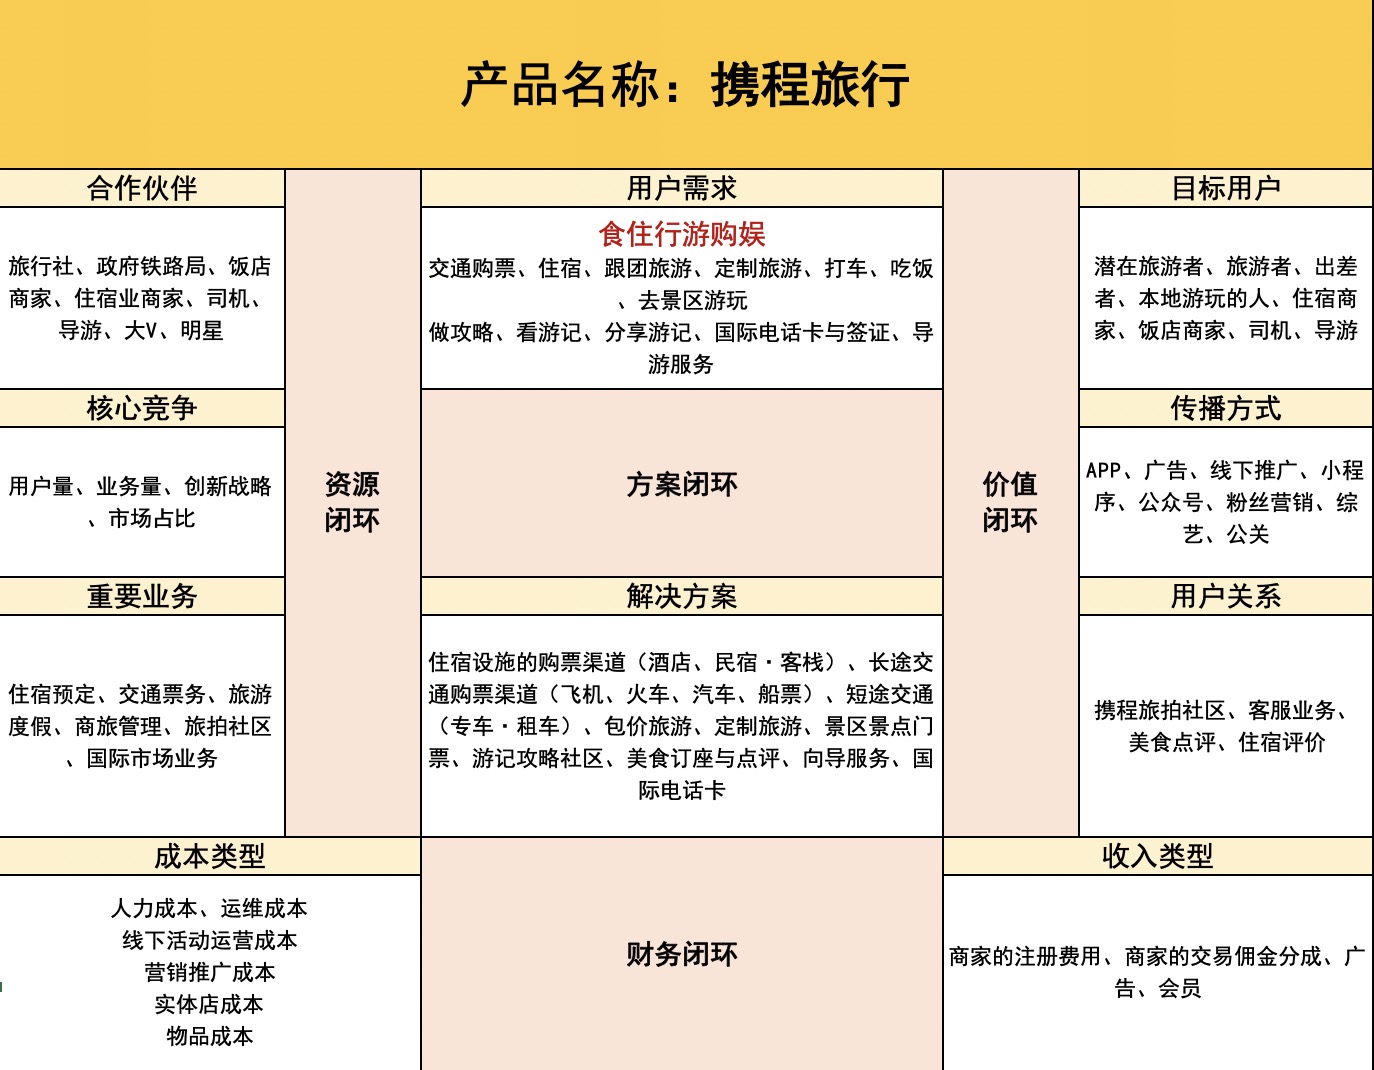 产品名称：携程旅行
合作伙伴
旅行社、政府铁路局、饭店
商家、住宿业商家、司机、
导游、大V、明星
核心竞争
用户量、业务量、创新战略
、市场占比
重要业务
住宿预定、交通票务、旅游
度假、商旅管理、旅拍社区
、国际市场业务
资源
闭环
用户需求
食住行游购娱
交通购票、住宿、跟团旅游、定制旅游、打车、吃饭
、去景区游玩
做攻略、看游记、分享游记、国际电话卡与签证、导
游服务
方案闭环
解决方案
住宿设施的购票渠道（酒店、民宿·客栈）、长途交
通购票渠道（飞机、火车、汽车、船票）、短途交通
（专车·租车）、包价旅游、定制旅游、景区景点门
票、游记攻略社区、美食订座与点评、向导服务、国
际电话卡
价值
闭环
目标用户
潜在旅游者、旅游者、出差
者、本地游玩的人、住宿商
家、饭店商家、司机、导游
传播方式
APP、广告、线下推广、小程
序、公众号、粉丝营销、综
艺、公关
用户关系
携程旅拍社区、客服业务、
美食点评、住宿评价
成本类型
人力成本、运维成本
线下活动运营成本
营销推广成本
实体店成本
物品成本
财务闭环
收入类型
商家的注册费用、商家的交易佣金分成、广
告、会员